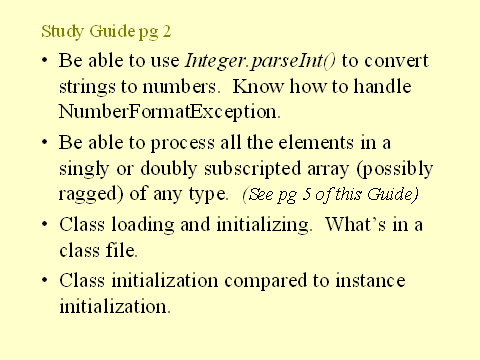 Study Guide pg 2
• Be able to use Integer.parseInt() to convert
strings to numbers.  Know how to handle
NumberFormatException.
• Be able to process all the elements in a
singly or doubly subscripted array (possibly
ragged) of any type.  (See pg 5 of this Guide)
• Class loading and initializing.  What's in a
class file.
• Class initialization compared to instance
initialization.